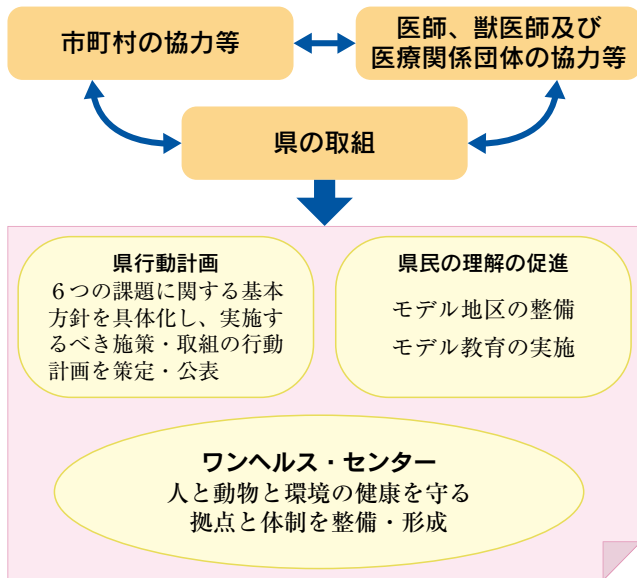 市町村の協力等
医師、獣医師及び
医療関係団体の協力等
県の取組
県行動計画
６つの課題に関する基本
方針を具体化し、実施す
るべき施策・取組の行動
計画を策定・公表
県民の理解の促進
モデル地区の整備
モデル教育の実施
ワンヘルス・センター
人と動物と環境の健康を守る
拠点と体制を整備・形成